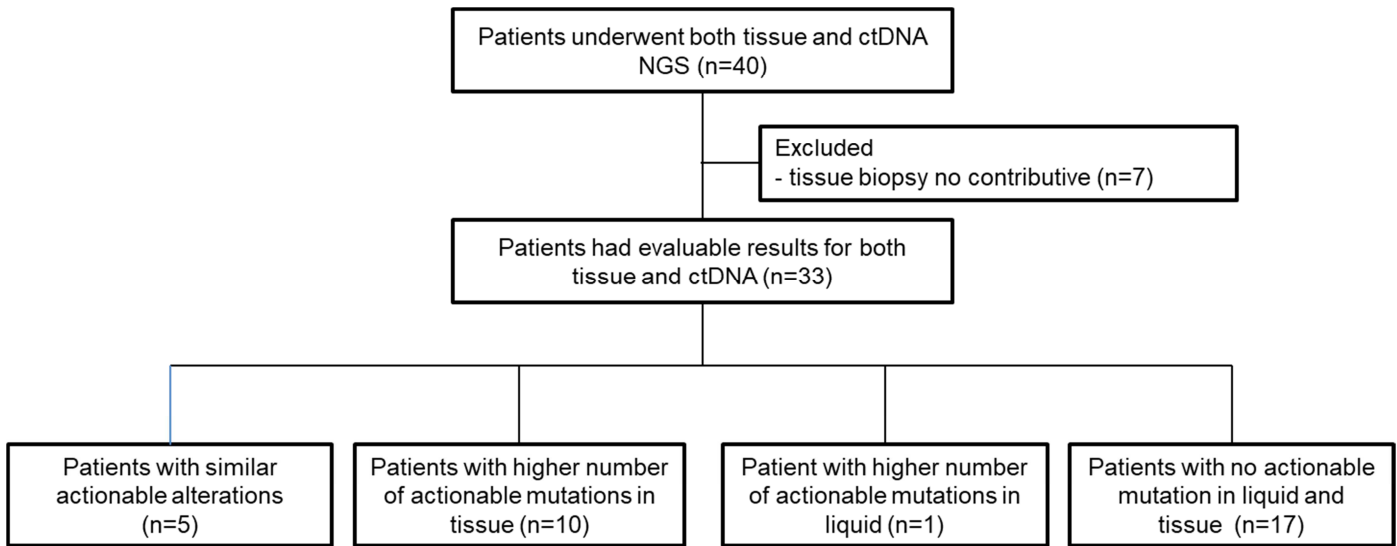 Patients underwent both tissue and ctDNA
NGS (n=40)
Excluded
- tissue biopsy no contributive (n=7)
Patients had evaluable results for both
tissue and ctDNA (n=33)
Patients with similar
actionable alterations
(n=5)
Patients with higher number
of actionable mutations in
tissue (n=10)
Patient with higher number
of actionable mutations in
liquid (n=1)
Patients with no actionable
mutation in liquid and
tissue (n=17)